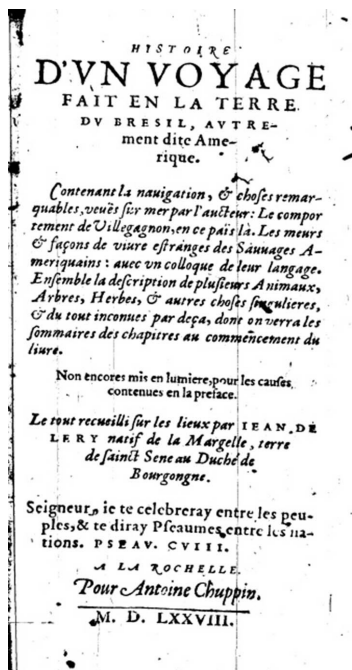 HISTOIRE
D'VN VOYAGE
FAIT EN LA TERRE
DV BRESIL, AVTRE-
ment dite Ame-
rique.
Contenant la nauigation, & choses remar-
quables, veuës sur mer par l'aucteur: Le compor
tement de Villegagnon, en ce païs là. Les meurs
& façons de viure estranges des Sauuages A-
meriquains: auec vn colloque de leur langage.
Ensemble la description de plusieurs Animaux,
Arbres, Herbes, & autres choses singulieres,
& du tout inconues par deça, dont on verra les
sommaires des chapitres au commencement du
liure.
Non encores mis en lumiere, pour les causes
contenues en la preface.
Le tout recueilli sur les lieux par IEAN DE
LERY natif de la Margelle, terre
de sainct Sene au Duché de
Bourgongne.
Seigneur, ie te celebreray entre les peu-
ples, & te diray Pseaumes entre les na-
tions. PSEAV. CVIII.
A LA ROCHELLE.
Pour Antoine Chuppin.
M. D. LXXVIII.